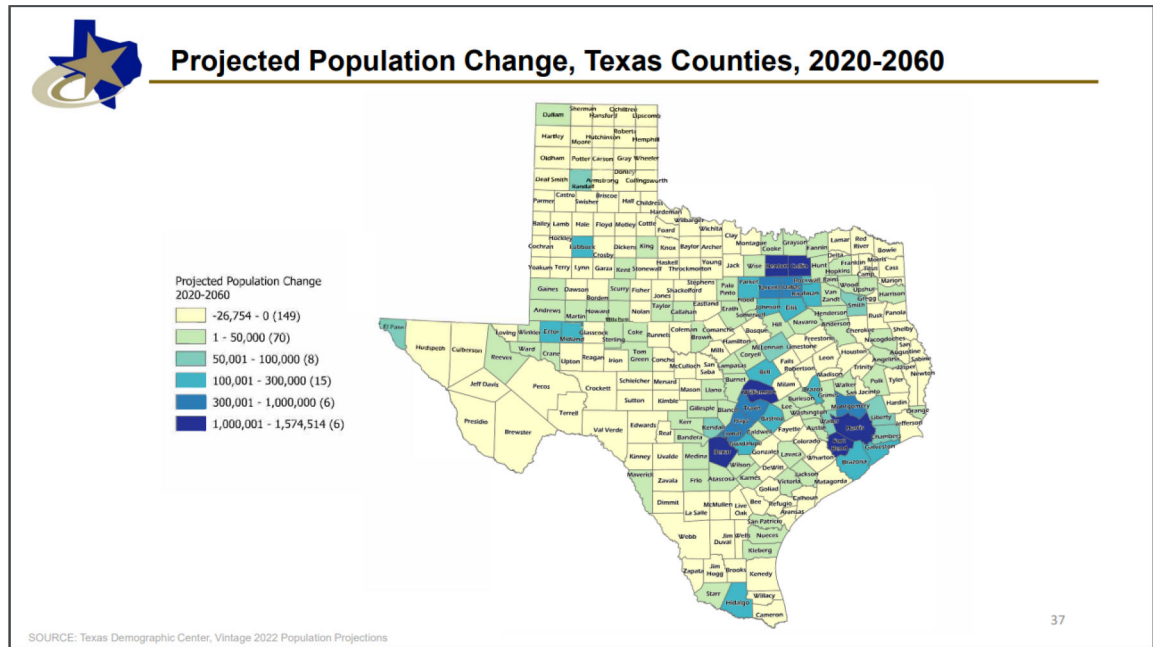 Projected Population Change, Texas Counties, 2020-2060
Dallam
Sherman
Hansford
Ochiltree
Lipscomb
Hartley
Moore
Hutchinson
Roberts
Hemphill
Oldham
Potter
Carson
Gray
Wheeler
Deaf Smith
Randall
Armstrong
Donley
Collingsworth
Parmer
Castro
Swisher
Briscoe
Hall
Childress
Hardeman
Bailey
Lamb
Hale
Floyd
Motley
Cottle
Foard
Wilbarger
Wichita
Clay
Montague
Cooke
Grayson
Fannin
Lamar
Red River
Bowie
Cochran
Hockley
Lubbock
Crosby
Dickens
King
Knox
Baylor
Archer
Young
Jack
Wise
Denton
Collin
Hunt
Delta
Hopkins
Franklin
Titus
Morris
Camp
Cass
Marion
Yoakum
Terry
Lynn
Garza
Kent
Stonewall
Haskell
Throckmorton
Stephens
Palo Pinto
Parker
Rockwall
Rains
Wood
Upshur
Gregg
Harrison
Gaines
Dawson
Borden
Scurry
Fisher
Jones
Shackelford
Eastland
Erath
Hood
Somervell
Johnson
Ellis
Kaufman
Van Zandt
Smith
Rusk
Panola
Andrews
Martin
Howard
Mitchell
Nolan
Taylor
Callahan
Comanche
Bosque
Hill
Navarro
Henderson
Anderson
Cherokee
Shelby
Nacogdoches
San Augustine
Sabine
El Paso
Hudspeth
Culberson
Loving
Winkler
Ector
Midland
Glasscock
Sterling
Coke
Runnels
Coleman
Brown
Mills
Hamilton
McLennan
Limestone
Freestone
Leon
Houston
Angelina
Trinity
Jasper
Newton
Reeves
Ward
Crane
Upton
Reagan
Irion
Tom Green
Concho
McCulloch
San Saba
Lampasas
Coryell
Bell
Falls
Robertson
Madison
Walker
San Jacinto
Polk
Tyler
Hardin
Orange
Jefferson
Jeff Davis
Pecos
Crockett
Schleicher
Menard
Mason
Llano
Burnet
Williamson
Milam
Brazos
Burleson
Grimes
Montgomery
Liberty
Presidio
Brewster
Terrell
Val Verde
Sutton
Kimble
Edwards
Real
Kerr
Gillespie
Blanco
Travis
Hays
Bastrop
Lee
Washington
Austin
Waller
Harris
Chambers
Galveston
Fort Bend
Brazoria
Bandera
Kendall
Comal
Caldwell
Guadalupe
Fayette
Colorado
Wharton
Matagorda
Kinney
Uvalde
Medina
Bexar
Wilson
Gonzales
Lavaca
DeWitt
Jackson
Victoria
Calhoun
Maverick
Zavala
Frio
Atascosa
Karnes
Goliad
Refugio
Aransas
Dimmit
La Salle
McMullen
Live Oak
Bee
San Patricio
Nueces
Kleberg
Webb
Duval
Jim Wells
Zapata
Jim Hogg
Brooks
Kenedy
Starr
Hidalgo
Willacy
Cameron
Projected Population Change
2020-2060
-26,754 - 0 (149)
1 - 50,000 (70)
50,001 - 100,000 (8)
100,001 - 300,000 (15)
300,001 - 1,000,000 (6)
1,000,001 - 1,574,514 (6)
37
SOURCE: Texas Demographic Center, Vintage 2022 Population Projections